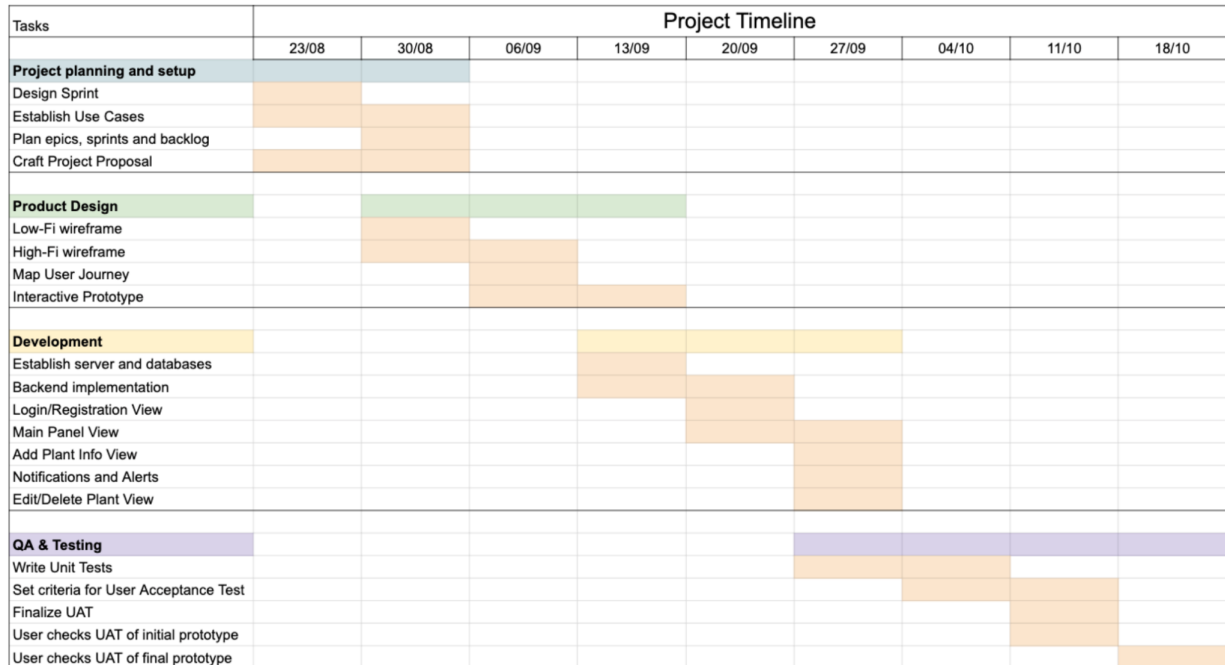 Tasks Project Timeline
23/08 30/08 06/09 13/09 20/09 27/09 04/10 11/10 18/10
Project planning and setup
Design Sprint
Establish Use Cases
Plan epics, sprints and backlog
Craft Project Proposal
Product Design
Low-Fi wireframe
High-Fi wireframe
Map User Journey
Interactive Prototype
Development
Establish server and databases
Backend implementation
Login/Registration View
Main Panel View
Add Plant Info View
Notifications and Alerts
Edit/Delete Plant View
QA & Testing
Write Unit Tests
Set criteria for User Acceptance Test
Finalize UAT
User checks UAT of initial prototype
User checks UAT of final prototype